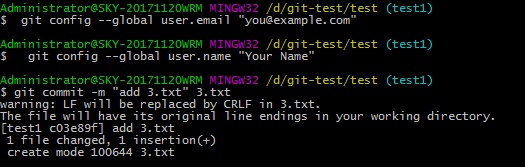 Administrator@SKY-20171120WRM MINGW32 /d/git-test/test (test1)
$  git config --global user.email "you@example.com"
Administrator@SKY-20171120WRM MINGW32 /d/git-test/test (test1)
$   git config --global user.name "Your Name"
Administrator@SKY-20171120WRM MINGW32 /d/git-test/test (test1)
$ git commit -m "add 3.txt" 3.txt
warning: LF will be replaced by CRLF in 3.txt.
The file will have its original line endings in your working directory.
[test1 c03e89f] add 3.txt
 1 file changed, 1 insertion(+)
 create mode 100644 3.txt